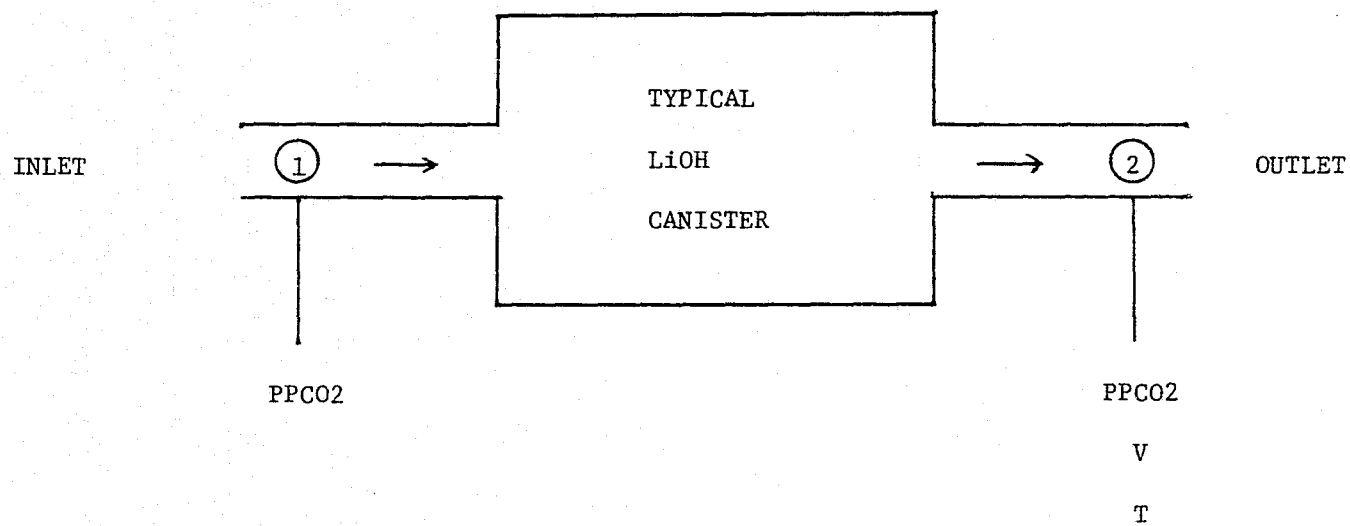 TYPICAL
INLET 1 LiOH 2 OUTLET
CANISTER
PPCO2 PPCO2
V
T